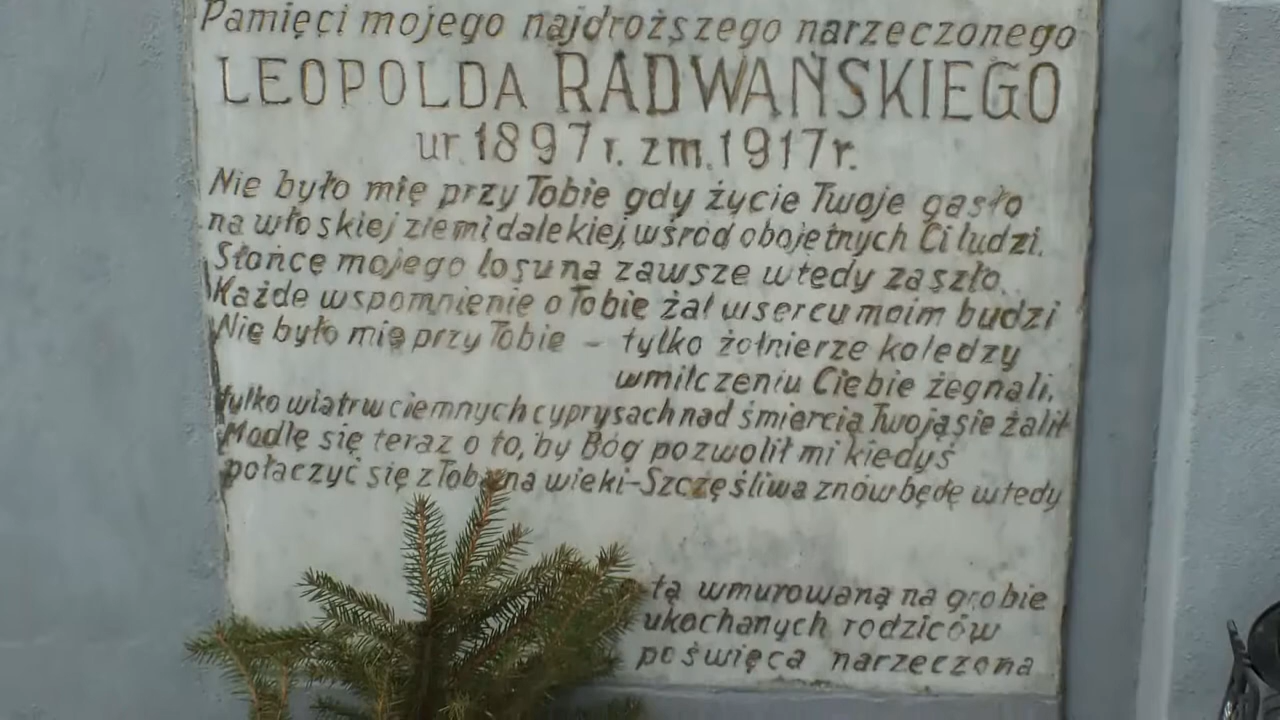 Pamięci mojego najdroższego narzeczonego
LEOPOLDA RADWAŃSKIEGO
ur. 1897 r. zm. 1917 r.
Nie było mię przy Tobie gdy życie Twoje gasło
na włoskiej ziemi dalekiej, wśród obojętnych Ci ludzi.
Słońce mojego losu na zawsze wtedy zaszło.
Każde wspomnienie o Tobie żal w sercu moim budzi
Nie było mię przy Tobie – tylko żołnierze koledzy
w milczeniu Ciebie żegnali,
tylko wiatr w ciemnych cyprysach nad śmiercią Twoją się żalił
Modlę się teraz o to, by Bóg pozwolił mi kiedyś
połączyć się z Tobą na wieki – Szczęśliwa znów będę wtedy
tą wmurowaną na grobie
ukochanych rodziców
poświęca narzeczona